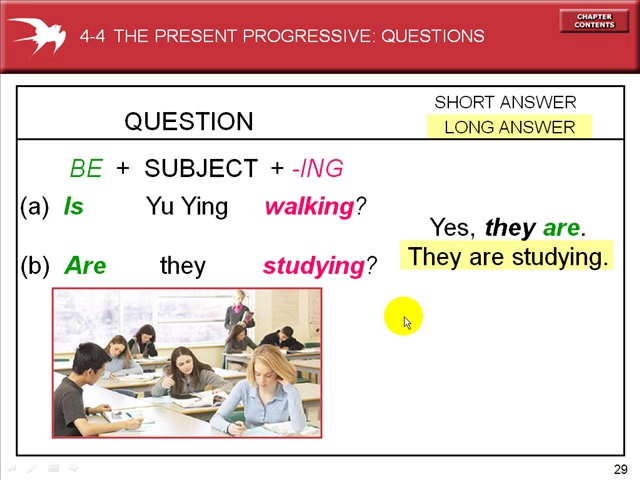 4-4 THE PRESENT PROGRESSIVE: QUESTIONS
CHAPTER
CONTENTS
QUESTION
SHORT ANSWER
LONG ANSWER
BE + SUBJECT + -ING
(a) Is Yu Ying walking?
(b) Are they studying?
Yes, they are.
They are studying.
29